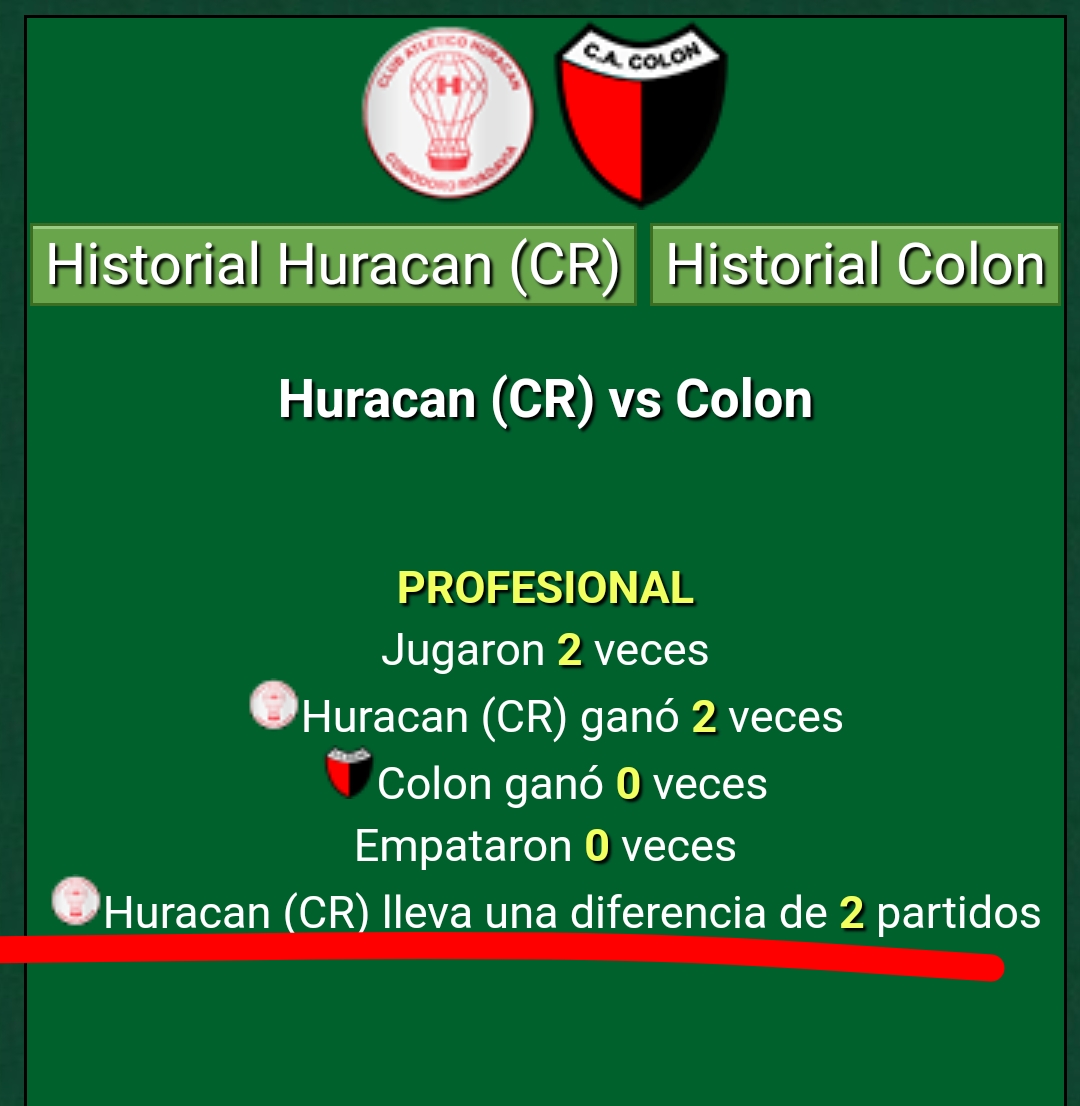 CLUB ATLETICO HURACAN
COMODORO RIVADAVIA
H
C.A. COLON
Historial Huracan (CR)
Historial Colon
Huracan (CR) vs Colon
PROFESIONAL
Jugaron 2 veces
Huracan (CR) ganó 2 veces
Colon ganó 0 veces
Empataron 0 veces
Huracan (CR) lleva una diferencia de 2 partidos